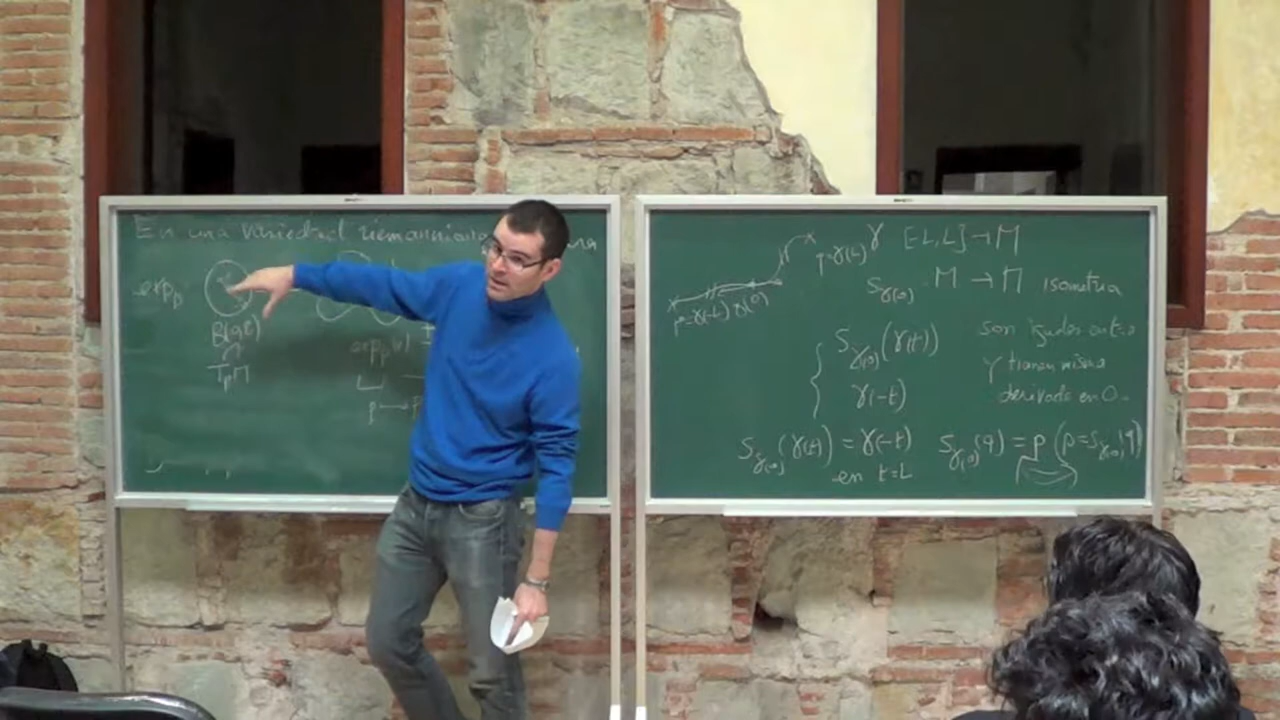 En una variedad riemanniana
exp_p
B(0,ε)
T_pM
exp_p(v)
p=γ(L) γ [-L,L]→M
p=γ(-L) γ(0)
S_γ(0) M → M isometría
S_γ(0)(γ(t)) son iguales en t=0
γ(-t) y tienen misma
derivada en 0.
S_γ(0)(γ(t)) = γ(-t) S_γ(0)(q) = p (p=S_γ(0)(q)
en t=L